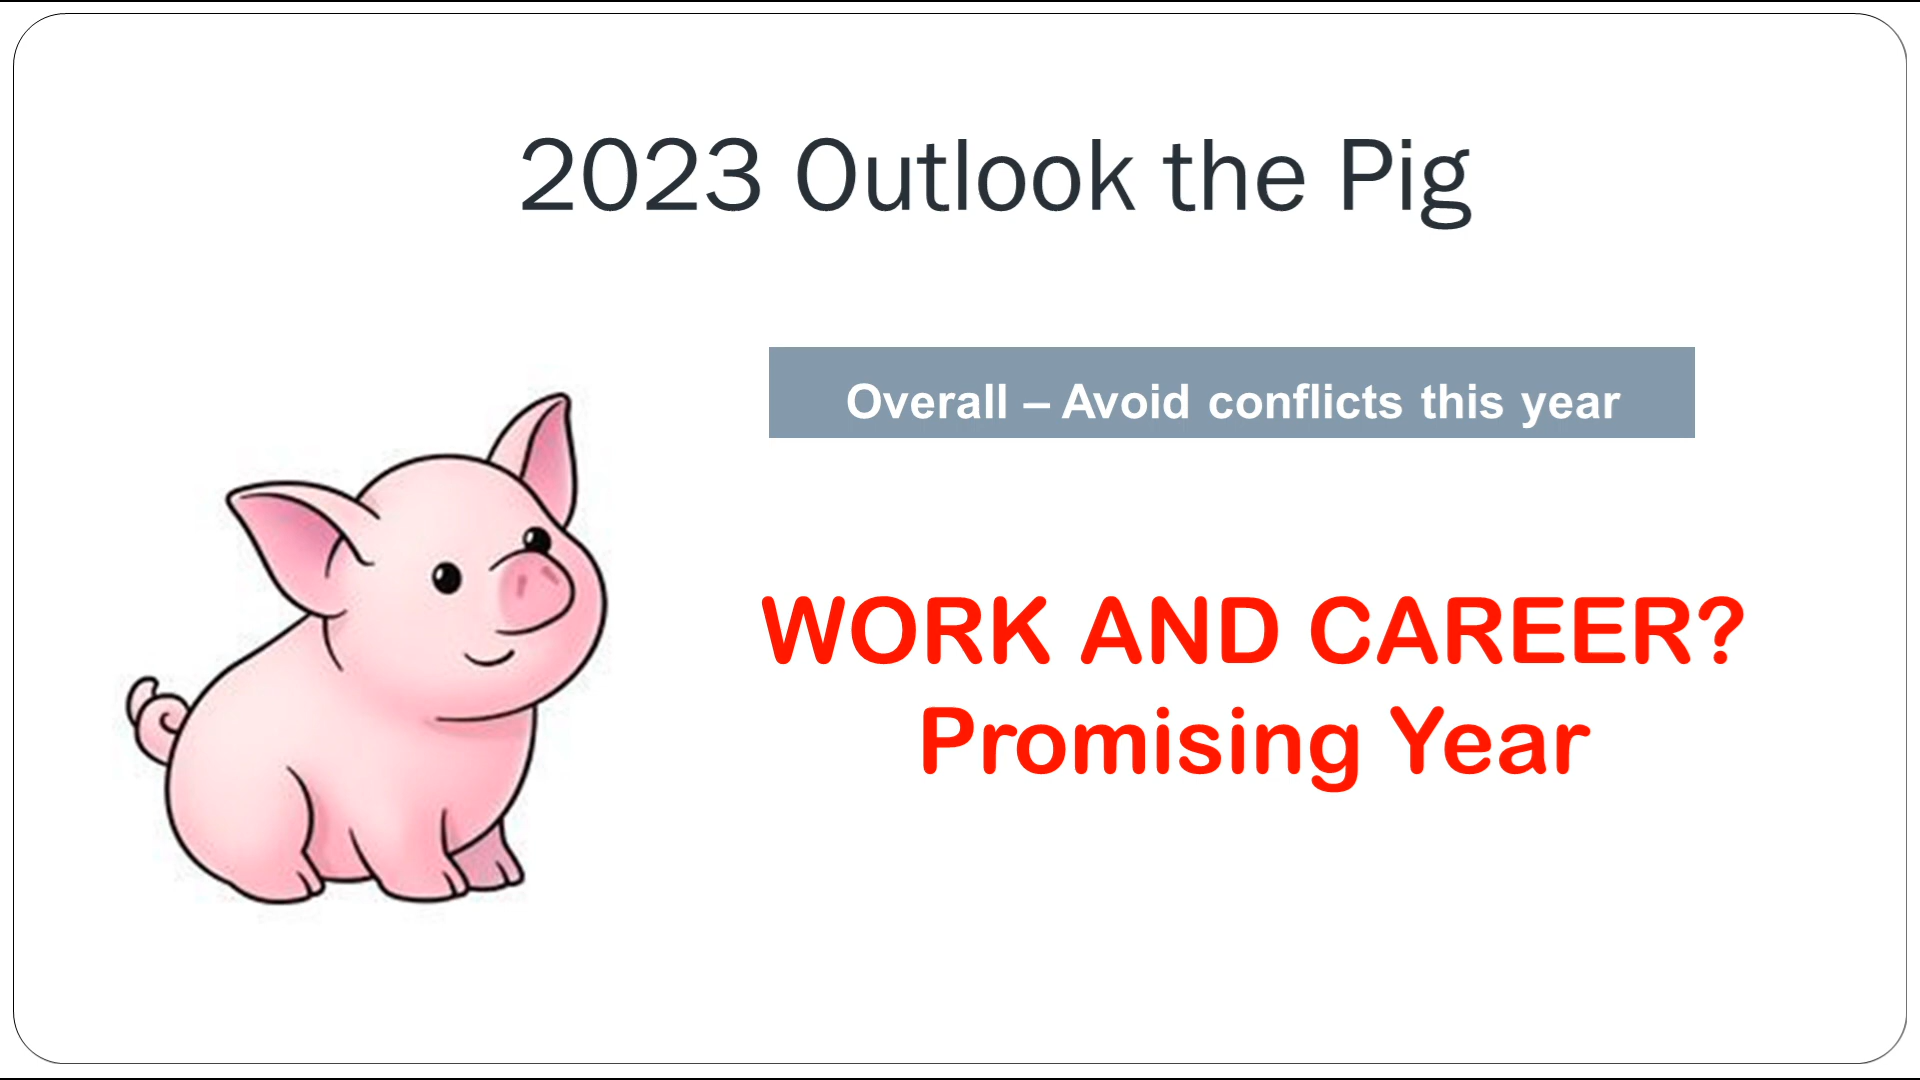 2023 Outlook the Pig
Overall – Avoid conflicts this year
WORK AND CAREER?
Promising Year